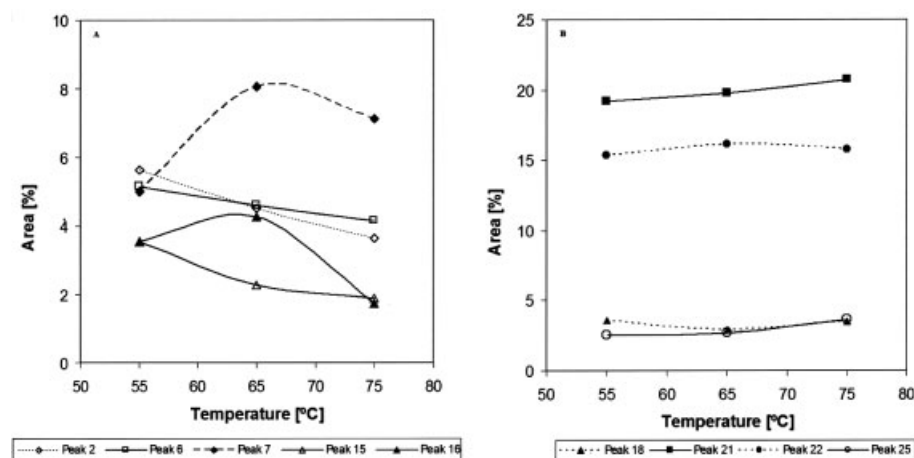 A
10
8
6
4
2
0
Area [%]
50 55 60 65 70 75 80
Temperature [ºC]
Peak 2 Peak 6 Peak 7 Peak 15 Peak 16
B
25
20
15
10
5
0
Area [%]
50 55 60 65 70 75 80
Temperature [ºC]
Peak 18 Peak 21 Peak 22 Peak 25